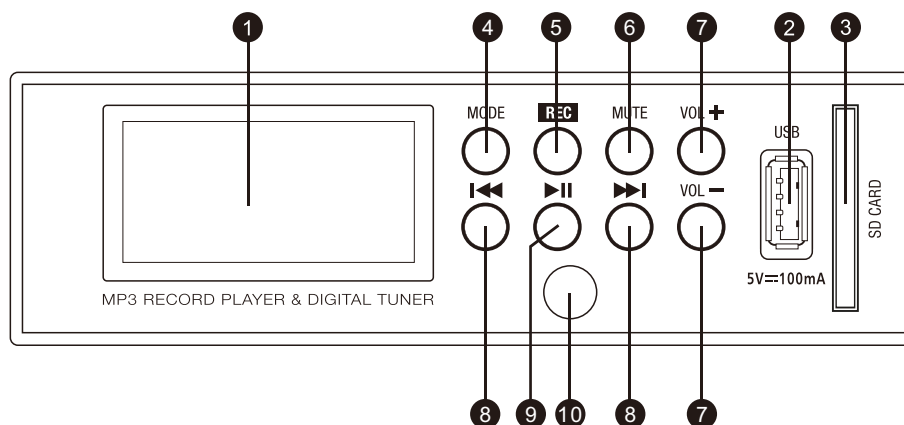 1 4 5 6 7 2 3
MODE REC MUTE VOL + USB
VOL −
SD CARD
5V⎓100mA
MP3 RECORD PLAYER & DIGITAL TUNER
8 9 10 8 7